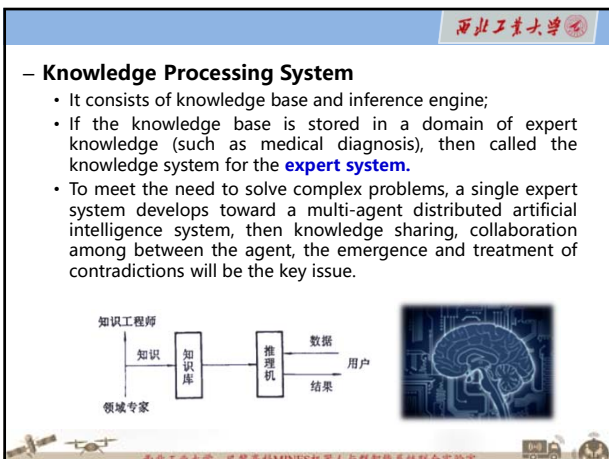 西北工业大学
– Knowledge Processing System
• It consists of knowledge base and inference engine;
• If the knowledge base is stored in a domain of expert
knowledge (such as medical diagnosis), then called the
knowledge system for the expert system.
• To meet the need to solve complex problems, a single expert
system develops toward a multi-agent distributed artificial
intelligence system, then knowledge sharing, collaboration
among between the agent, the emergence and treatment of
contradictions will be the key issue.
知识工程师
知识
知识库
推理机
数据
用户
结果
领域专家